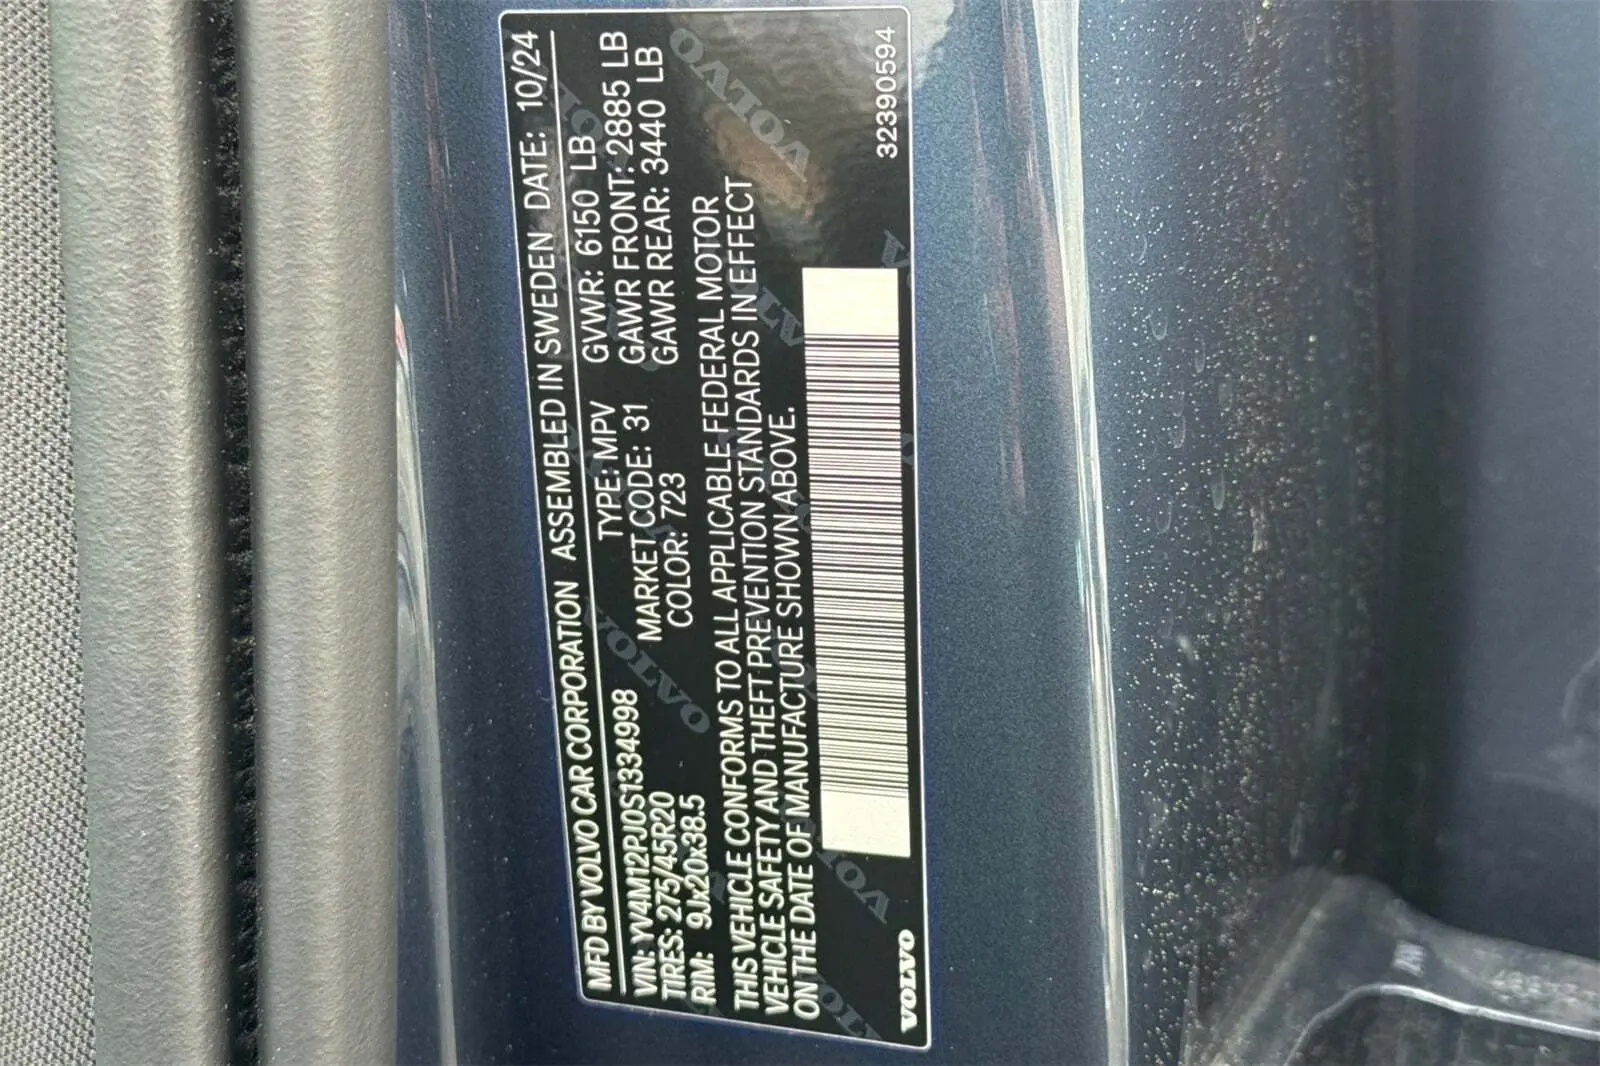 MFD BY VOLVO CAR CORPORATION ASSEMBLED IN SWEDEN DATE: 10/24
VIN: YV4M12PJ0S1334998 TYPE: MPV GVWR: 6150 LB
TIRES: 275/45R20 MARKET CODE: 31 GAWR FRONT: 2885 LB
RIM: 9Jx20x38.5 COLOR: 723 GAWR REAR: 3440 LB
THIS VEHICLE CONFORMS TO ALL APPLICABLE FEDERAL MOTOR
VEHICLE SAFETY AND THEFT PREVENTION STANDARDS IN EFFECT
ON THE DATE OF MANUFACTURE SHOWN ABOVE.
VOLVO 32390594